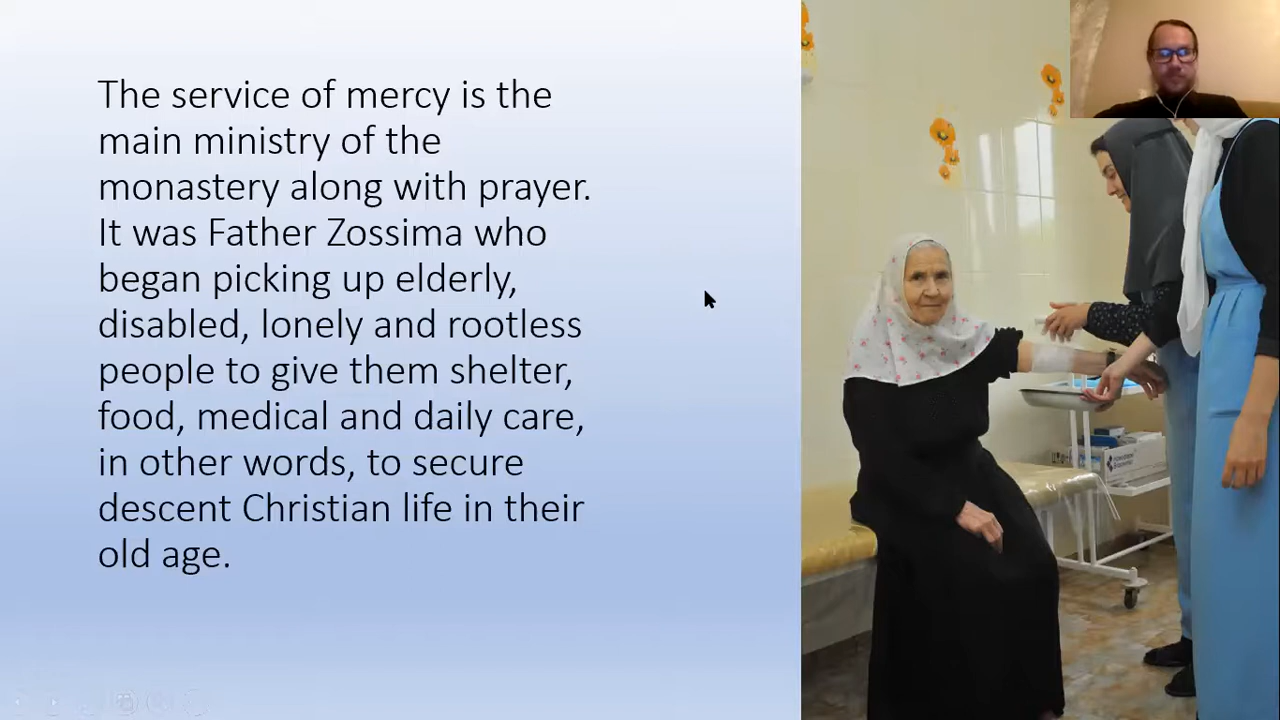 The service of mercy is the
main ministry of the
monastery along with prayer.
It was Father Zossima who
began picking up elderly,
disabled, lonely and rootless
people to give them shelter,
food, medical and daily care,
in other words, to secure
descent Christian life in their
old age.